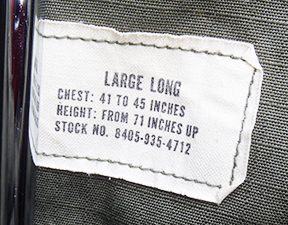 LARGE LONG
CHEST: 41 TO 45 INCHES
HEIGHT: FROM 71 INCHES UP
STOCK NO. 8405-935-4712